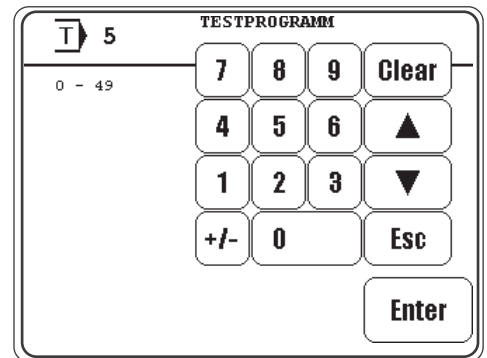 TESTPROGRAMM
T 5
0 - 49
7 8 9 Clear
4 5 6 ▲
1 2 3 ▼
+/- 0 Esc
Enter